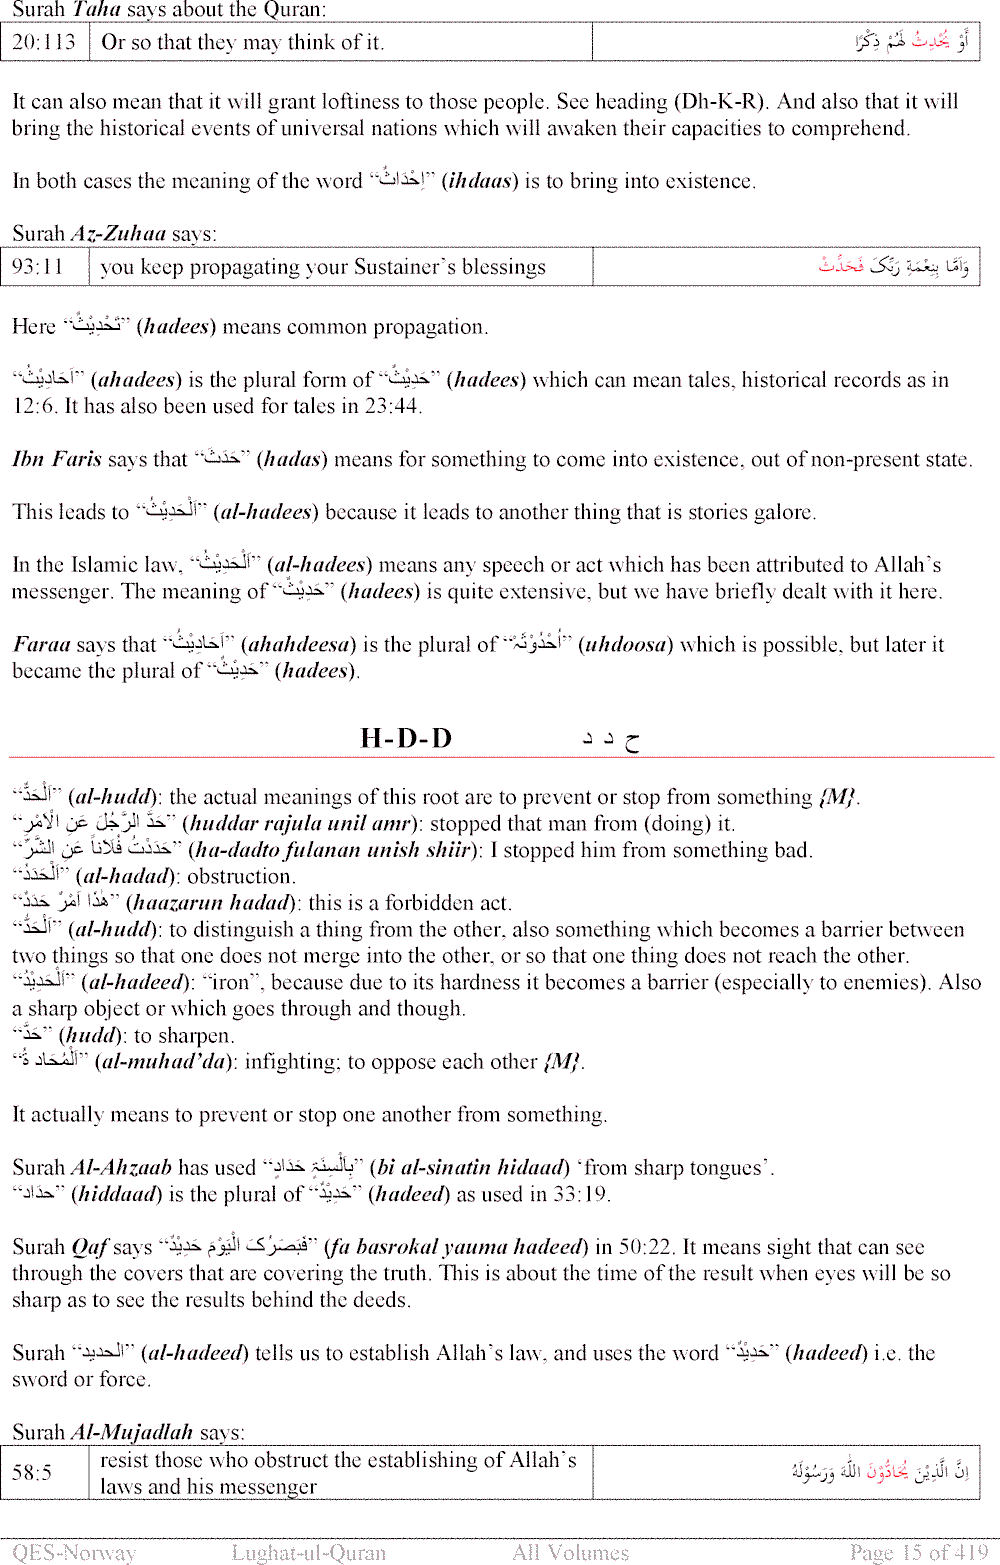 Surah Taha says about the Quran:
20:113 Or so that they may think of it. أَوْ يُحْدِثُ لَهُمْ ذِكْرًا
It can also mean that it will grant loftiness to those people. See heading (Dh-K-R). And also that it will
bring the historical events of universal nations which will awaken their capacities to comprehend.
In both cases the meaning of the word “اِحْدَاثٌ” (ihdaas) is to bring into existence.
Surah Az-Zuhaa says:
93:11 you keep propagating your Sustainer’s blessings وَاَمَّا بِنِعْمَةِ رَبِّکَ فَحَدِّثْ
Here “تَحْدِيْثٌ” (hadees) means common propagation.
“اَحَادِيْثُ” (ahadees) is the plural form of “حَدِيْثٌ” (hadees) which can mean tales, historical records as in
12:6. It has also been used for tales in 23:44.
Ibn Faris says that “حَدَثَ” (hadas) means for something to come into existence, out of non-present state.
This leads to “اَلْحَدِيْثُ” (al-hadees) because it leads to another thing that is stories galore.
In the Islamic law, “اَلْحَدِيْثُ” (al-hadees) means any speech or act which has been attributed to Allah’s
messenger. The meaning of “حَدِيْثٌ” (hadees) is quite extensive, but we have briefly dealt with it here.
Faraa says that “اَحَادِيْثُ” (ahahdeesa) is the plural of “اُحْدُوْثَۃٌ” (uhdoosa) which is possible, but later it
became the plural of “حَدِيْثٌ” (hadees).
H-D-D ح د د
“اَلْحَدُّ” (al-hudd): the actual meanings of this root are to prevent or stop from something {M}.
“حَدَّ الرَّجُلَ عَنِ الْاَمْرِ” (huddar rajula unil amr): stopped that man from (doing) it.
“حَدَدْتُ فُلَاناً عَنِ الشَّرِّ” (ha-dadto fulanan unish shiir): I stopped him from something bad.
“اَلْحَدَدُ” (al-hadad): obstruction.
“هٰذَا اَمْرٌ حَدَدٌ” (haazarun hadad): this is a forbidden act.
“اَلْحَدُّ” (al-hudd): to distinguish a thing from the other, also something which becomes a barrier between
two things so that one does not merge into the other, or so that one thing does not reach the other.
“اَلْحَدِيْدُ” (al-hadeed): “iron”, because due to its hardness it becomes a barrier (especially to enemies). Also
a sharp object or which goes through and though.
“حَدَّ” (hudd): to sharpen.
“اَلْمُحَاد ةُ” (al-muhad’da): infighting; to oppose each other {M}.
It actually means to prevent or stop one another from something.
Surah Al-Ahzaab has used “بِاَلْسِنَۃٍ حَدَادٍ” (bi al-sinatin hidaad) ‘from sharp tongues’.
“حداد” (hiddaad) is the plural of “حَدِيْدٌ” (hadeed) as used in 33:19.
Surah Qaf says “فَبَصَرُکَ الْيَوْمَ حَدِيْدٌ” (fa basrokal yauma hadeed) in 50:22. It means sight that can see
through the covers that are covering the truth. This is about the time of the result when eyes will be so
sharp as to see the results behind the deeds.
Surah “الحديد” (al-hadeed) tells us to establish Allah’s law, and uses the word “حَدِيْدٌ” (hadeed) i.e. the
sword or force.
Surah Al-Mujadlah says:
58:5 resist those who obstruct the establishing of Allah’s laws and his messenger اِنَّ الَّذِيْنَ يُحَادُّوْنَ اللّٰهَ وَرَسُوْلَهٗ
QES-Norway Lughat-ul-Quran All Volumes Page 15 of 419